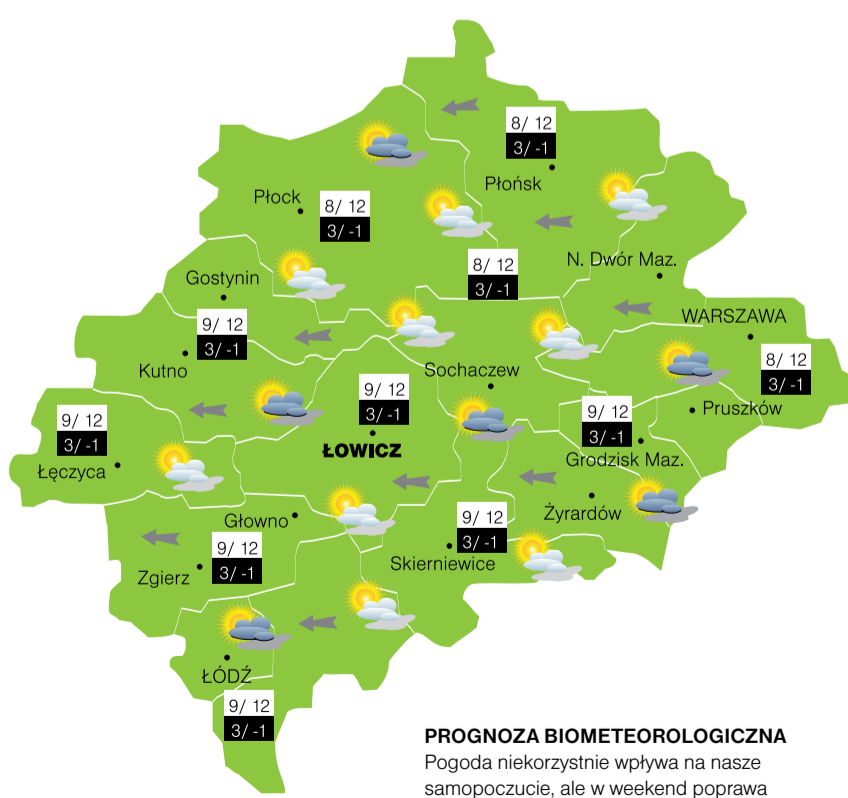 8/ 12
3/ -1
Płońsk
Płock
8/ 12
3/ -1
8/ 12
3/ -1
N. Dwór Maz.
Gostynin
9/ 12
3/ -1
Kutno
WARSZAWA
8/ 12
3/ -1
Sochaczew
9/ 12
3/ -1
ŁOWICZ
Pruszków
9/ 12
3/ -1
Grodzisk Maz.
9/ 12
3/ -1
Łęczyca
Żyrardów
Głowno
9/ 12
3/ -1
Skierniewice
9/ 12
3/ -1
Zgierz
ŁÓDŹ
9/ 12
3/ -1
PROGNOZA BIOMETEOROLOGICZNA
Pogoda niekorzystnie wpływa na nasze
samopoczucie, ale w weekend poprawa